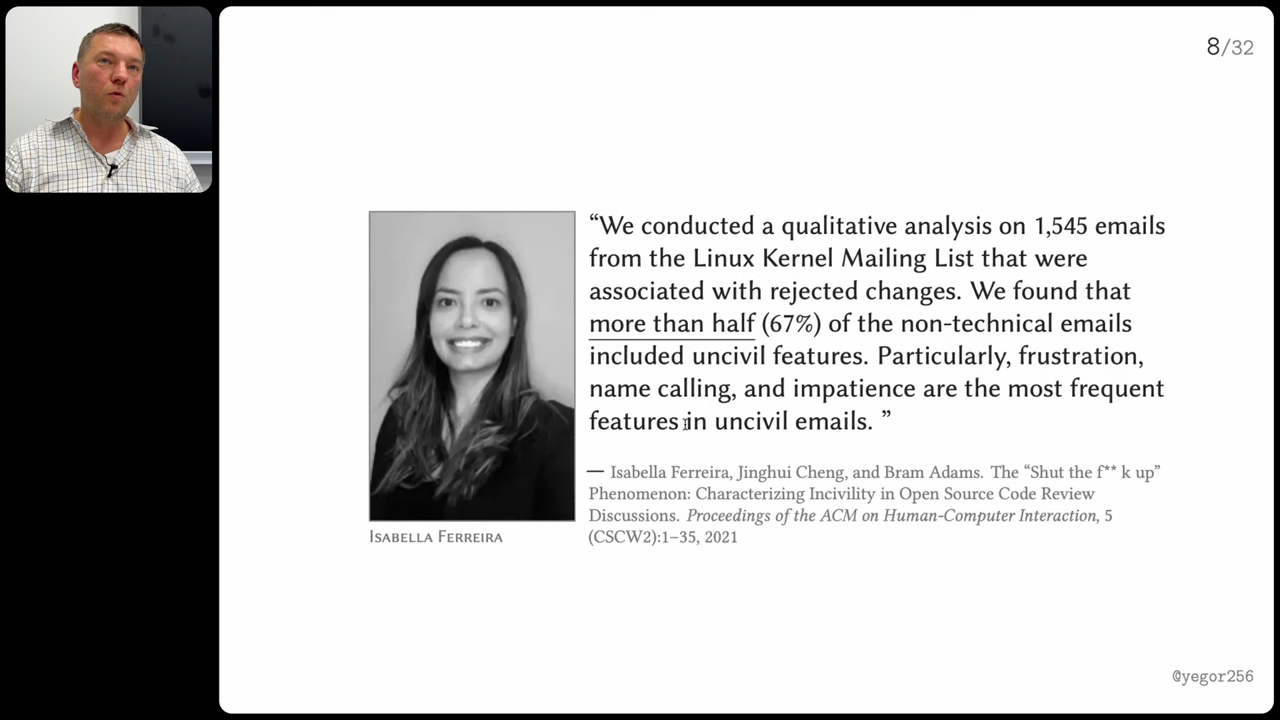 8/32
“We conducted a qualitative analysis on 1,545 emails
from the Linux Kernel Mailing List that were
associated with rejected changes. We found that
more than half (67%) of the non-technical emails
included uncivil features. Particularly, frustration,
name calling, and impatience are the most frequent
features in uncivil emails. ”
— Isabella Ferreira, Jinghui Cheng, and Bram Adams. The “Shut the f** k up”
Phenomenon: Characterizing Incivility in Open Source Code Review
Discussions. Proceedings of the ACM on Human-Computer Interaction, 5
(CSCW2):1–35, 2021
Isabella Ferreira
@yegor256